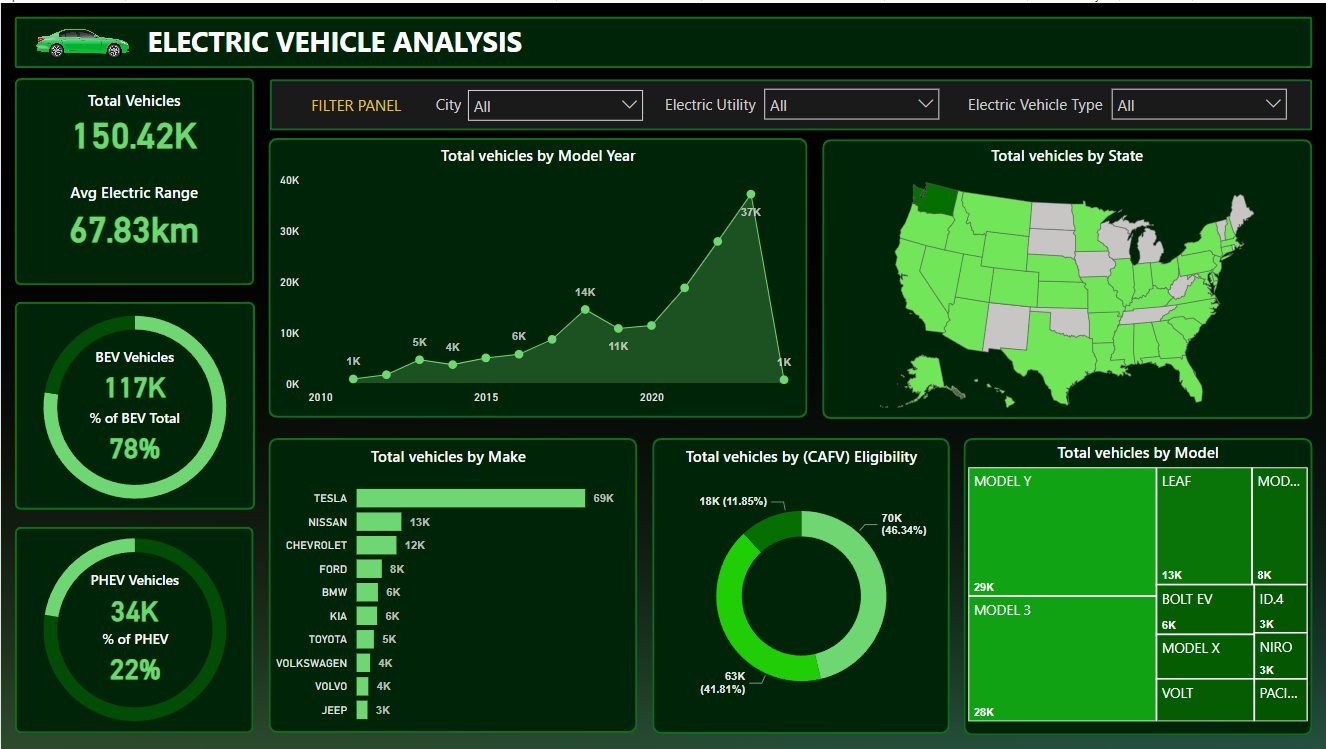 ELECTRIC VEHICLE ANALYSIS
Total Vehicles
150.42K
Avg Electric Range
67.83km
FILTER PANEL
City
All
Electric Utility
All
Electric Vehicle Type
All
Total vehicles by Model Year
40K
30K
20K
10K
0K
1K
5K
4K
6K
14K
11K
37K
1K
2010
2015
2020
Total vehicles by State
BEV Vehicles
117K
% of BEV Total
78%
PHEV Vehicles
34K
% of PHEV
22%
Total vehicles by Make
TESLA 69K
NISSAN 13K
CHEVROLET 12K
FORD 8K
BMW 6K
KIA 6K
TOYOTA 5K
VOLKSWAGEN 4K
VOLVO 4K
JEEP 3K
Total vehicles by (CAFV) Eligibility
18K (11.85%)
70K
(46.34%)
63K
(41.81%)
Total vehicles by Model
MODEL Y
29K
MODEL 3
28K
LEAF
13K
MOD...
8K
BOLT EV
6K
ID.4
3K
MODEL X
NIRO
3K
VOLT
PACI...